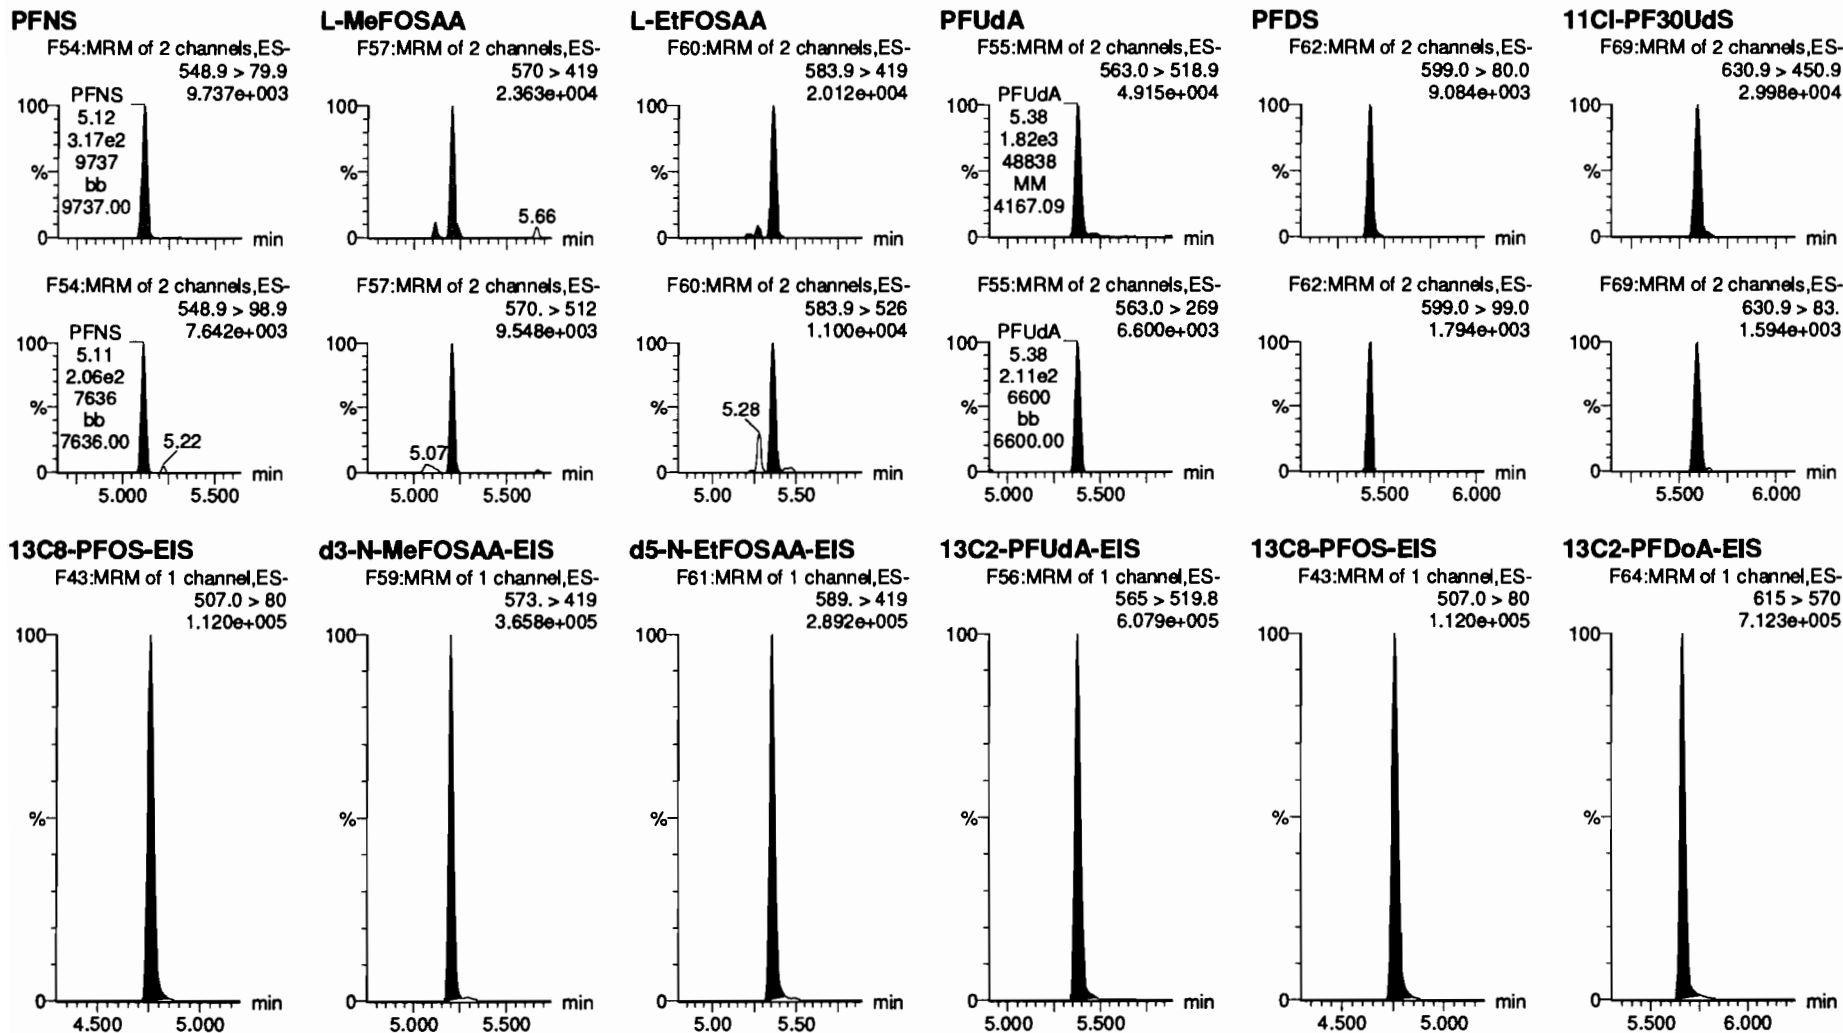 PFNS
F54:MRM of 2 channels,ES-
548.9 > 79.9
9.737e+003
PFNS
5.12
3.17e2
9737
bb
9737.00
100
%
0
min
L-MeFOSAA
F57:MRM of 2 channels,ES-
570 > 419
2.363e+004
100
%
5.66
0
min
L-EtFOSAA
F60:MRM of 2 channels,ES-
583.9 > 419
2.012e+004
100
%
0
min
PFUdA
F55:MRM of 2 channels,ES-
563.0 > 518.9
4.915e+004
PFUdA
5.38
1.82e3
48838
MM
4167.09
100
%
0
min
PFDS
F62:MRM of 2 channels,ES-
599.0 > 80.0
9.084e+003
100
%
0
min
11Cl-PF30UdS
F69:MRM of 2 channels,ES-
630.9 > 450.9
2.998e+004
100
%
0
min
F54:MRM of 2 channels,ES-
548.9 > 98.9
7.642e+003
PFNS
5.11
2.06e2
7636
bb
7636.00
5.22
100
%
0
min
5.000 5.500
F57:MRM of 2 channels,ES-
570. > 512
9.548e+003
100
%
5.07
0
min
5.000 5.500
F60:MRM of 2 channels,ES-
583.9 > 526
1.100e+004
100
5.28
%
0
min
5.00 5.50
F55:MRM of 2 channels,ES-
563.0 > 269
6.600e+003
PFUdA
5.38
2.11e2
6600
bb
6600.00
100
%
0
min
5.000 5.500
F62:MRM of 2 channels,ES-
599.0 > 99.0
1.794e+003
100
%
0
min
5.500 6.000
F69:MRM of 2 channels,ES-
630.9 > 83.
1.594e+003
100
%
0
min
5.500 6.000
13C8-PFOS-EIS
F43:MRM of 1 channel,ES-
507.0 > 80
1.120e+005
100
%
0
min
4.500 5.000
d3-N-MeFOSAA-EIS
F59:MRM of 1 channel,ES-
573. > 419
3.658e+005
100
%
0
min
5.000 5.500
d5-N-EtFOSAA-EIS
F61:MRM of 1 channel,ES-
589. > 419
2.892e+005
100
%
0
min
5.00 5.50
13C2-PFUdA-EIS
F56:MRM of 1 channel,ES-
565 > 519.8
6.079e+005
100
%
0
min
5.000 5.500
13C8-PFOS-EIS
F43:MRM of 1 channel,ES-
507.0 > 80
1.120e+005
100
%
0
min
4.500 5.000
13C2-PFDoA-EIS
F64:MRM of 1 channel,ES-
615 > 570
7.123e+005
100
%
0
min
5.500 6.000